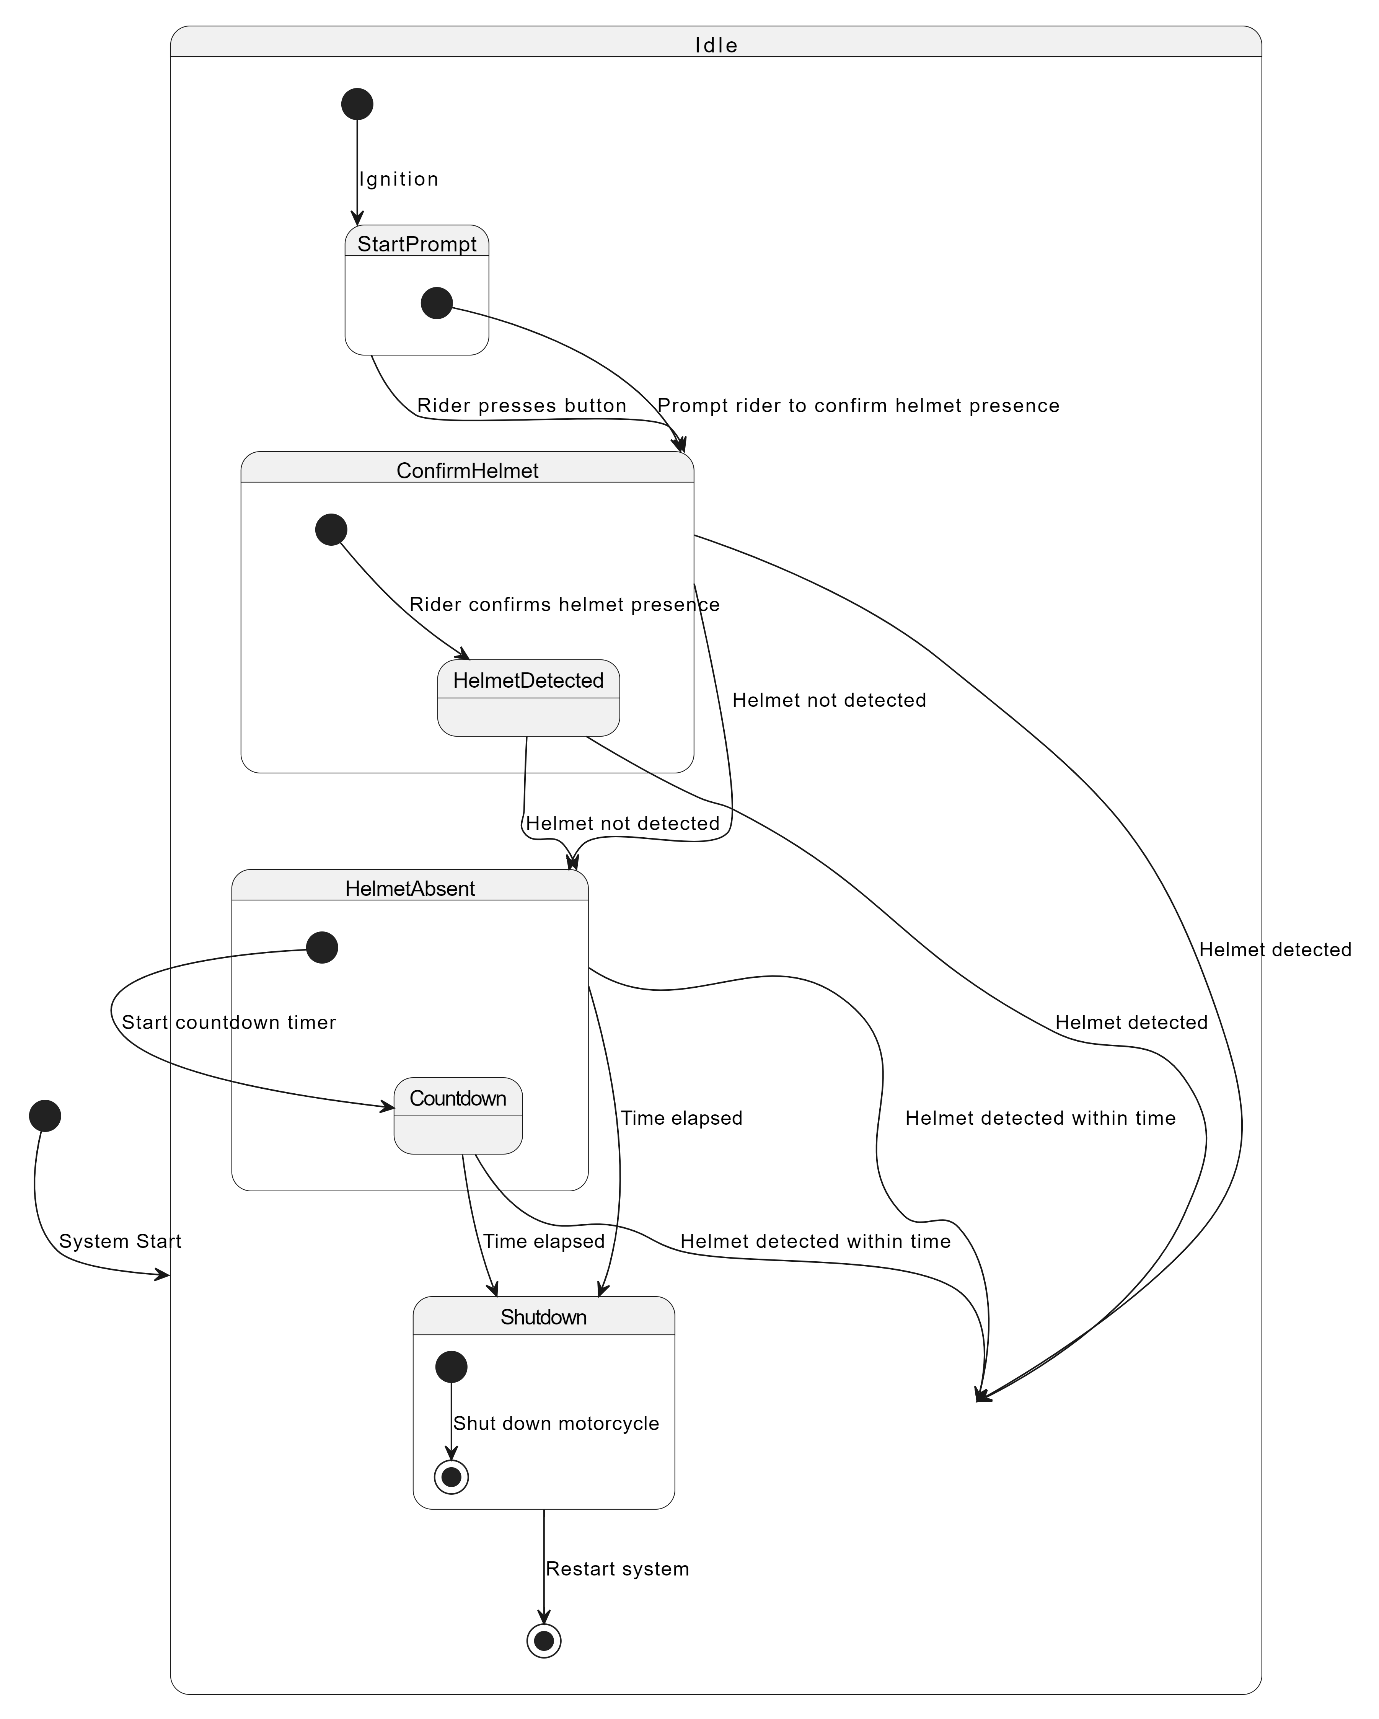 Idle
Ignition
StartPrompt
Rider presses button
Prompt rider to confirm helmet presence
ConfirmHelmet
Rider confirms helmet presence
HelmetDetected
Helmet not detected
Helmet not detected
HelmetAbsent
Helmet detected
Start countdown timer
Helmet detected
Countdown
Time elapsed
Helmet detected within time
System Start
Time elapsed
Helmet detected within time
Shutdown
Shut down motorcycle
Restart system